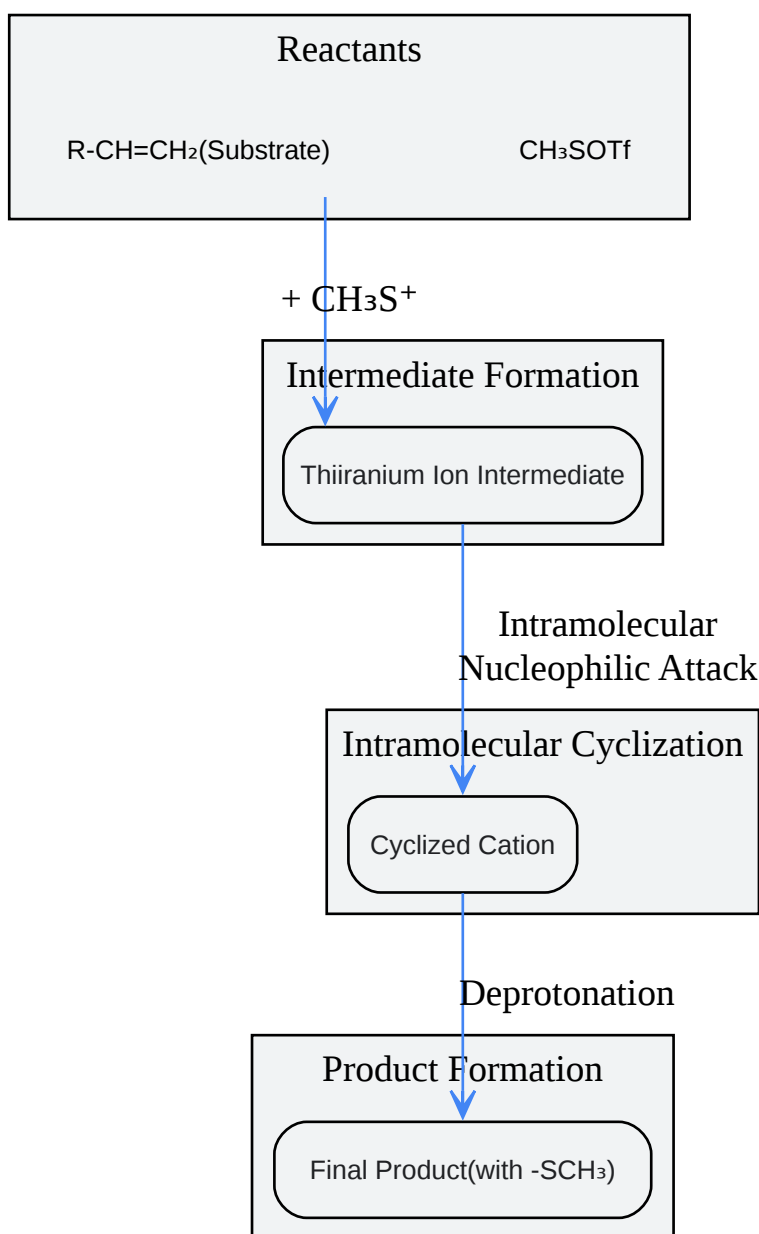 Reactants
R-CH=CH₂(Substrate)
CH₃SOTf
+ CH₃S⁺
Intermediate Formation
Thiiranium Ion Intermediate
Intramolecular
Nucleophilic Attack
Intramolecular Cyclization
Cyclized Cation
Deprotonation
Product Formation
Final Product(with -SCH₃)